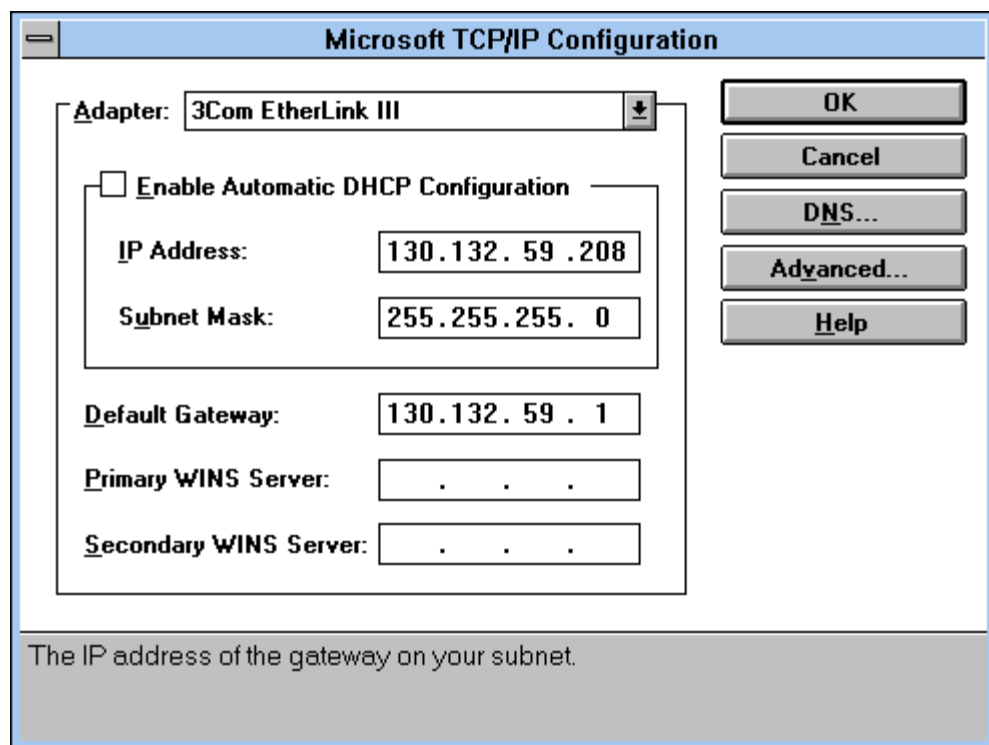 Microsoft TCP/IP Configuration
Adapter: 3Com EtherLink III
Enable Automatic DHCP Configuration
IP Address: 130.132. 59 .208
Subnet Mask: 255.255.255. 0
Default Gateway: 130.132. 59 . 1
Primary WINS Server: . . .
Secondary WINS Server: . . .
OK
Cancel
DNS...
Advanced...
Help
The IP address of the gateway on your subnet.